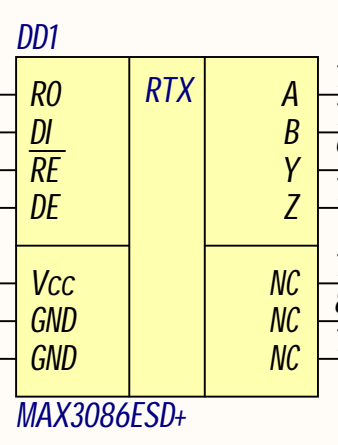 DD1
RO RTX A
DI B
RE Y
DE Z
Vcc NC
GND NC
GND NC
MAX3086ESD+